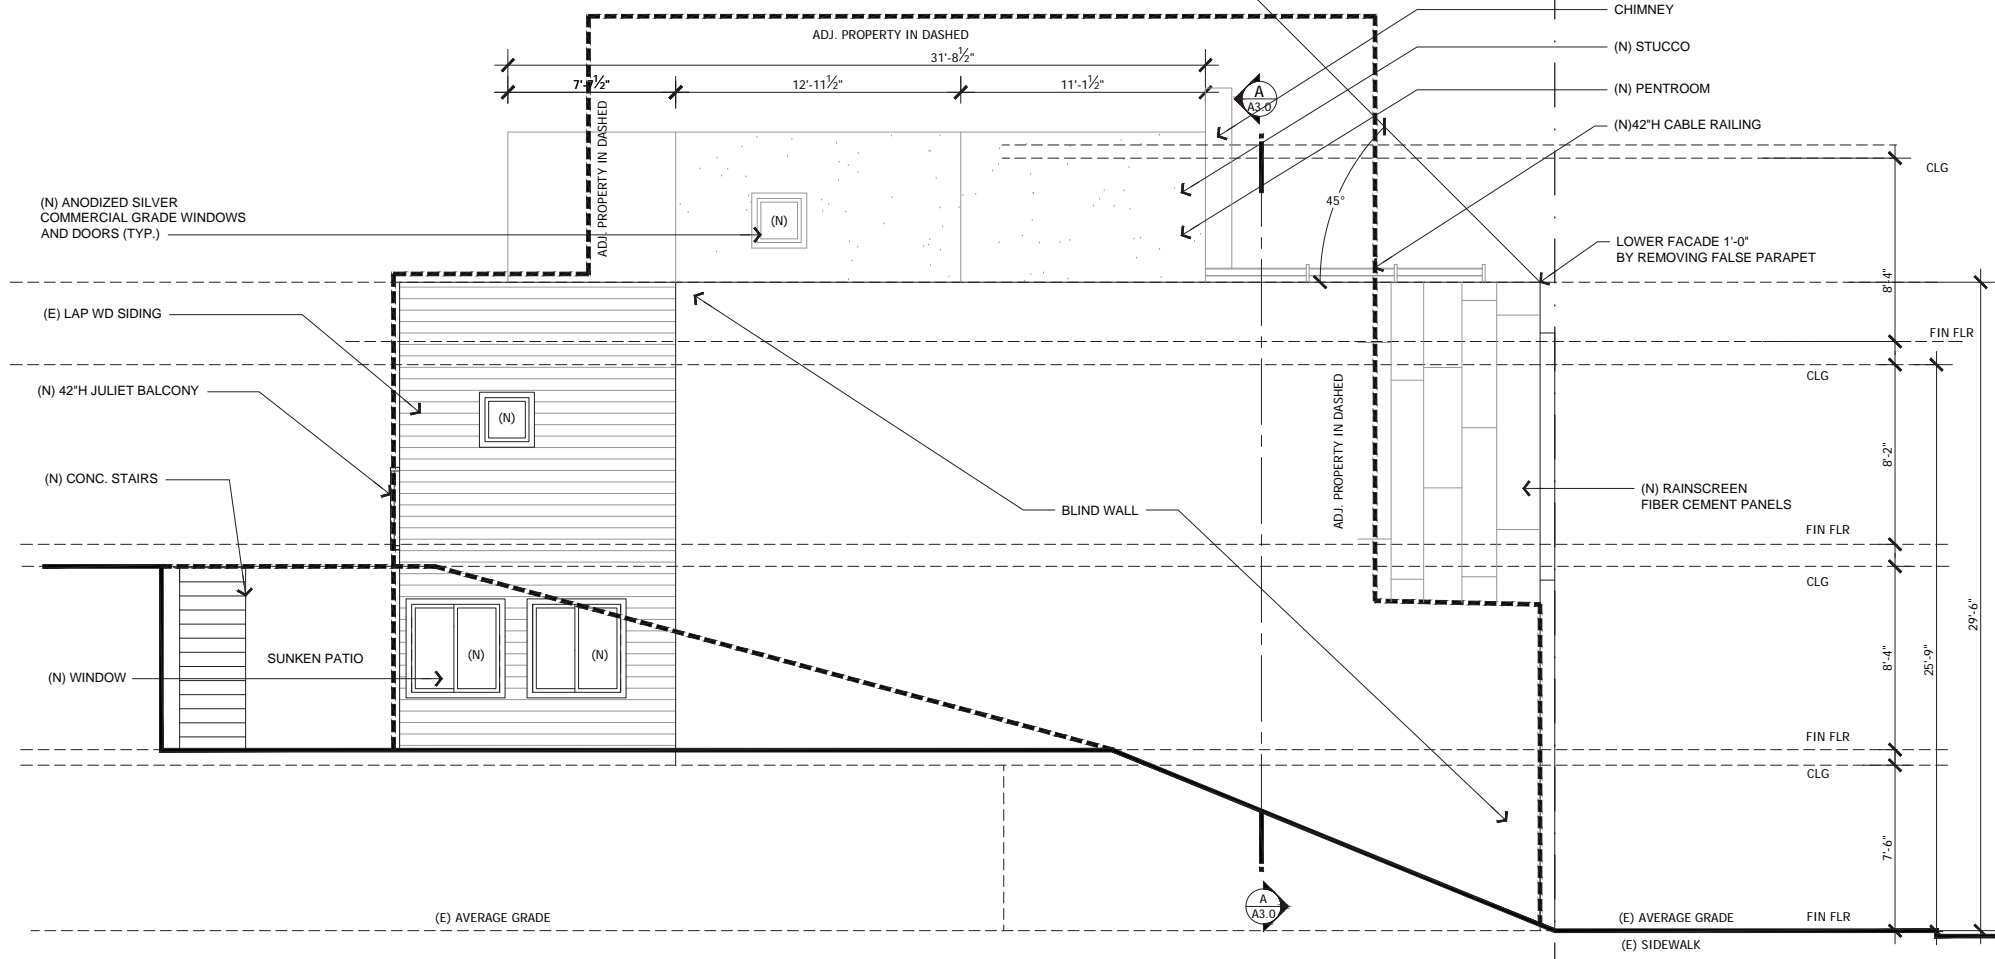 CHIMNEY
ADJ. PROPERTY IN DASHED
(N) STUCCO
31'-8½"
7'-7½"
12'-11½"
11'-1½"
A
A3.0
(N) PENTROOM
(N)42"H CABLE RAILING
ADJ. PROPERTY IN DASHED
CLG
(N) ANODIZED SILVER
COMMERCIAL GRADE WINDOWS
AND DOORS (TYP.)
(N)
45°
LOWER FACADE 1'-0"
BY REMOVING FALSE PARAPET
8'-4"
(E) LAP WD SIDING
FIN FLR
CLG
(N) 42"H JULIET BALCONY
(N)
ADJ. PROPERTY IN DASHED
8'-2"
(N) CONC. STAIRS
BLIND WALL
(N) RAINSCREEN
FIBER CEMENT PANELS
FIN FLR
CLG
29'-6"
SUNKEN PATIO
(N)
(N)
8'-4"
25'-9"
(N) WINDOW
FIN FLR
CLG
7'-6"
A
A3.0
(E) AVERAGE GRADE
(E) AVERAGE GRADE
FIN FLR
(E) SIDEWALK